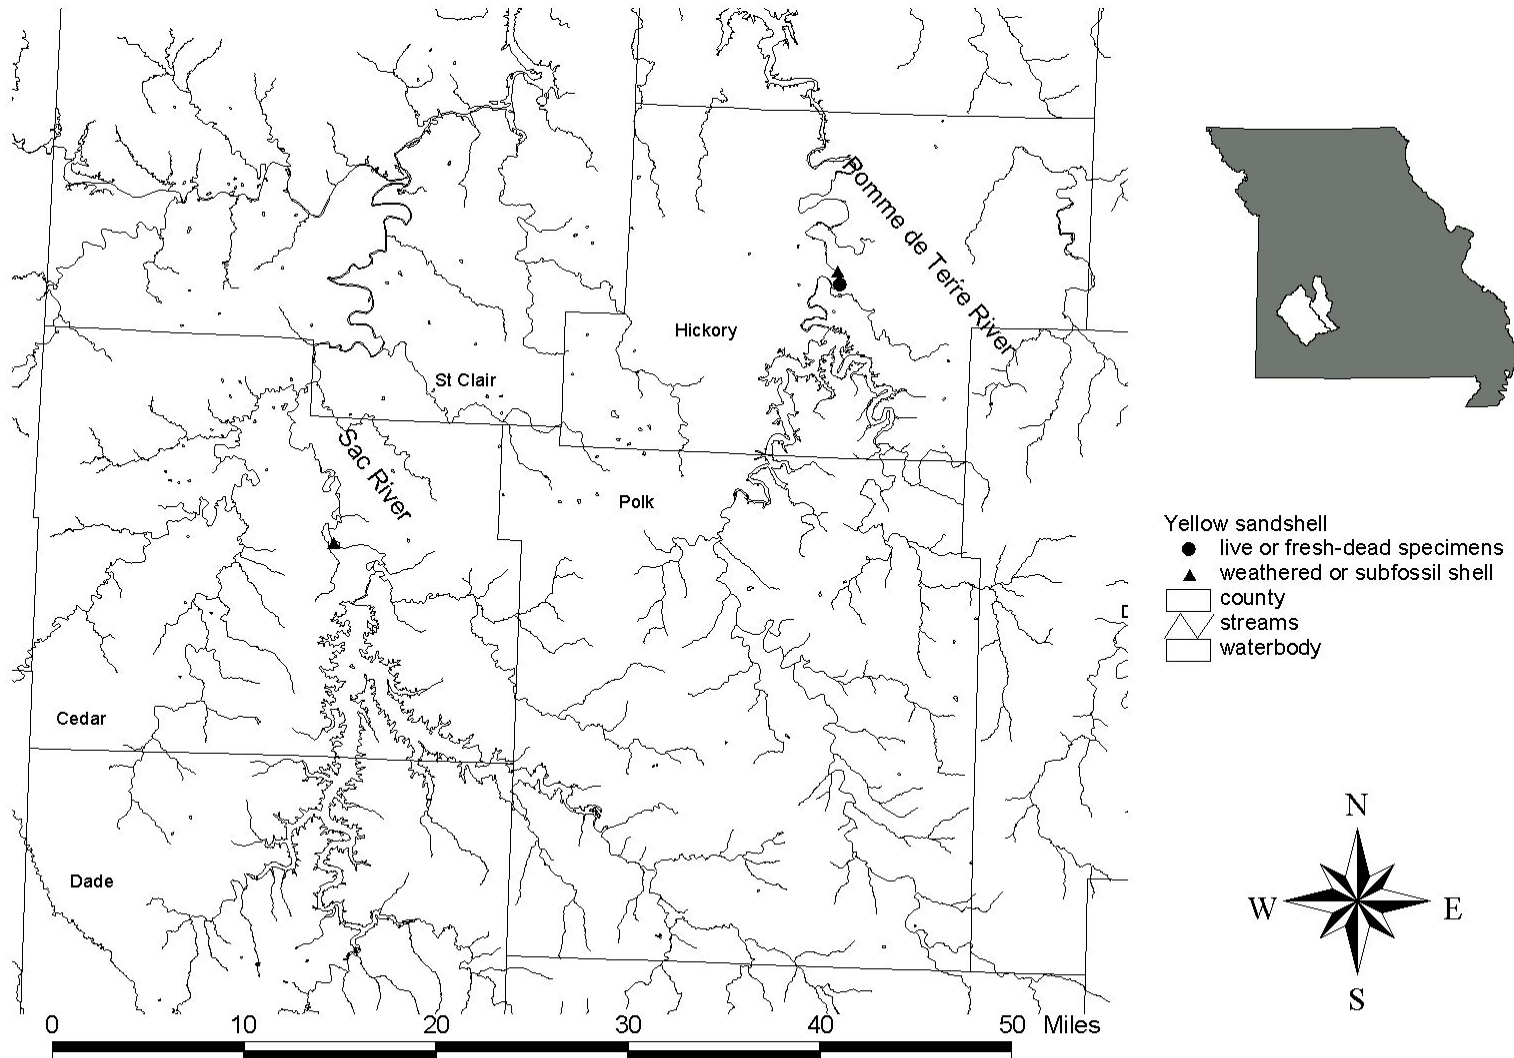 Pomme de Terre River
Hickory
St Clair
Sac River
Polk
Cedar
Dade
D
Yellow sandshell
live or fresh-dead specimens
weathered or subfossil shell
county
streams
waterbody
N
W
E
S
0 10 20 30 40 50 Miles